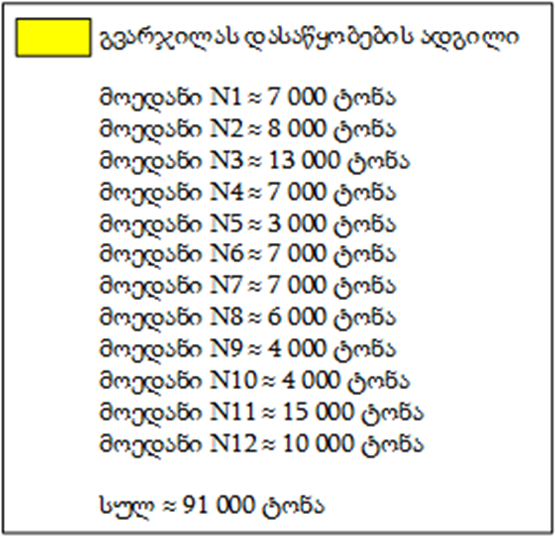 გვარჯილას დასაწყობების ადგილი
მოედანი N1 ≈ 7 000 ტონა
მოედანი N2 ≈ 8 000 ტონა
მოედანი N3 ≈ 13 000 ტონა
მოედანი N4 ≈ 7 000 ტონა
მოედანი N5 ≈ 3 000 ტონა
მოედანი N6 ≈ 7 000 ტონა
მოედანი N7 ≈ 7 000 ტონა
მოედანი N8 ≈ 6 000 ტონა
მოედანი N9 ≈ 4 000 ტონა
მოედანი N10 ≈ 4 000 ტონა
მოედანი N11 ≈ 15 000 ტონა
მოედანი N12 ≈ 10 000 ტონა
სულ ≈ 91 000 ტონა